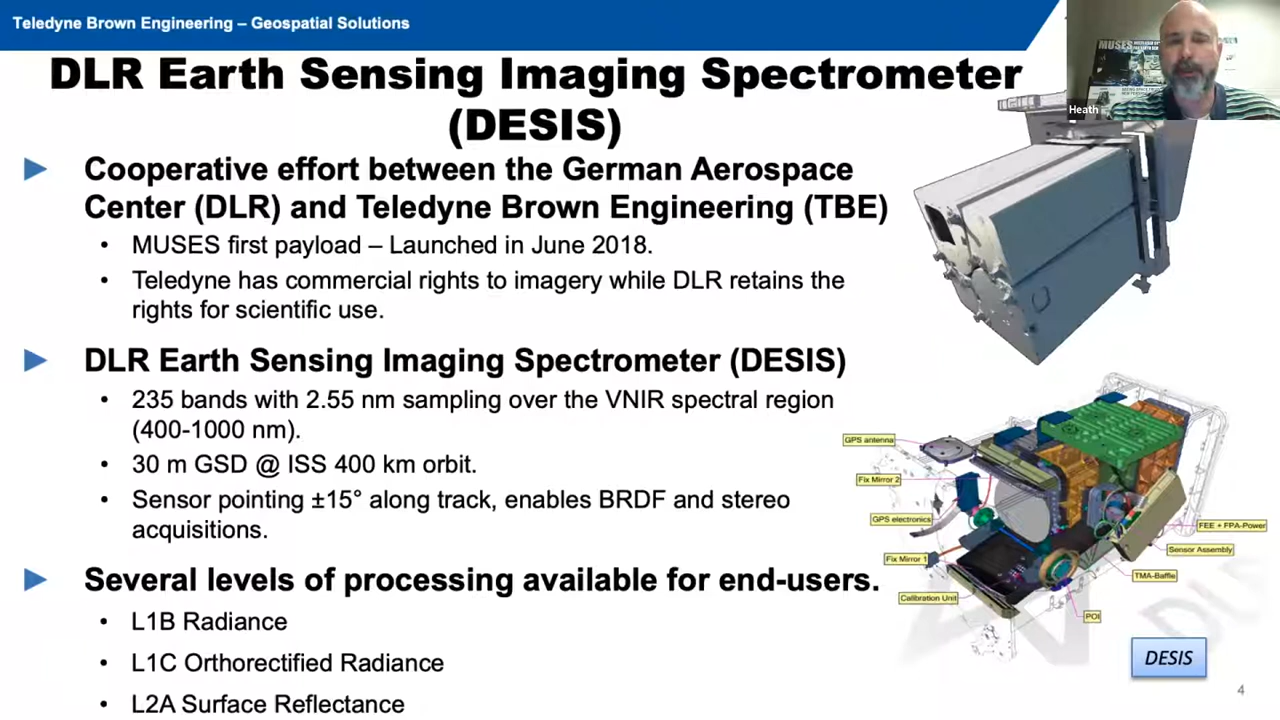 Teledyne Brown Engineering – Geospatial Solutions
DLR Earth Sensing Imaging Spectrometer
(DESIS)
MUSES
Heath
► Cooperative effort between the German Aerospace
Center (DLR) and Teledyne Brown Engineering (TBE)
• MUSES first payload – Launched in June 2018.
• Teledyne has commercial rights to imagery while DLR retains the
rights for scientific use.
► DLR Earth Sensing Imaging Spectrometer (DESIS)
• 235 bands with 2.55 nm sampling over the VNIR spectral region
(400-1000 nm).
• 30 m GSD @ ISS 400 km orbit.
• Sensor pointing ±15° along track, enables BRDF and stereo
acquisitions.
► Several levels of processing available for end-users.
• L1B Radiance
• L1C Orthorectified Radiance
• L2A Surface Reflectance
GPS antenna
Fix Mirror 2
GPS electronics
Fix Mirror 1
Calibration Unit
FEE + FPA-Power
Sensor Assembly
TMA-Baffle
POI
DESIS
4